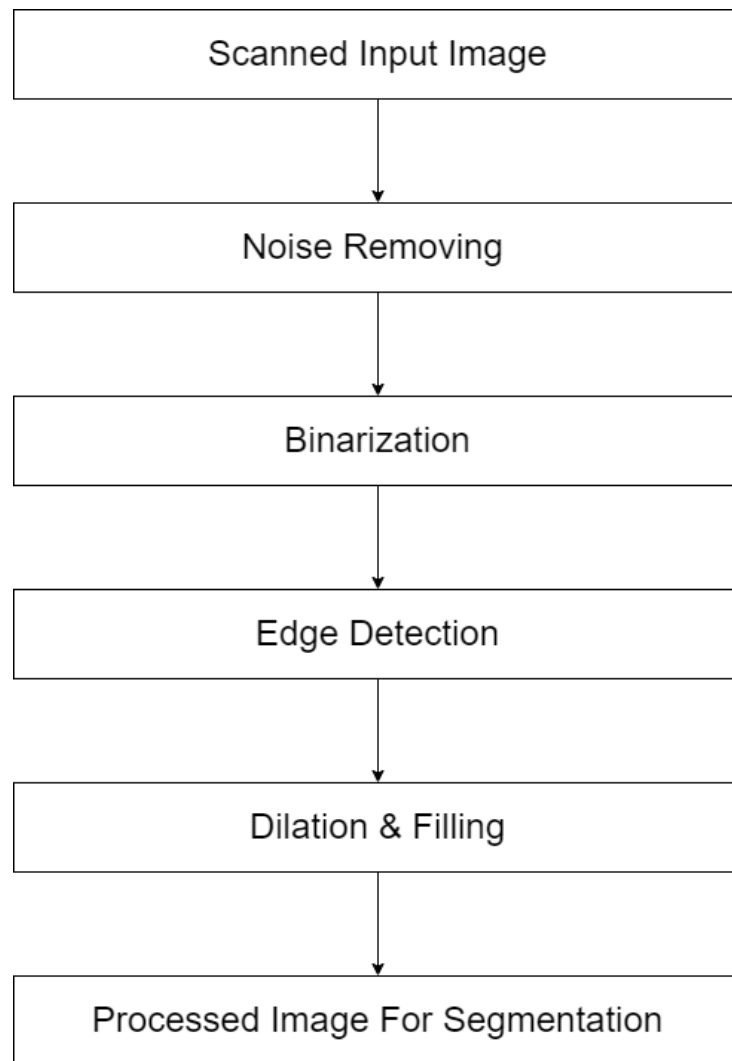 Scanned Input Image
Noise Removing
Binarization
Edge Detection
Dilation & Filling
Processed Image For Segmentation